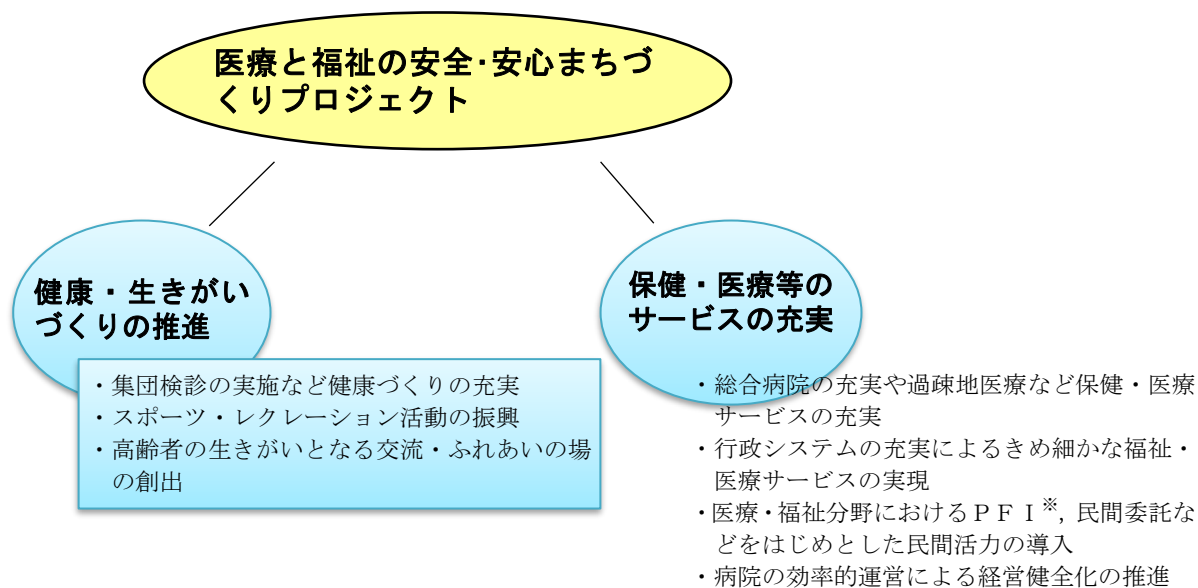 医療と福祉の安全･安心まちづ
くりプロジェクト
健康・生きがい
づくりの推進
・集団検診の実施など健康づくりの充実
・スポーツ・レクレーション活動の振興
・高齢者の生きがいとなる交流・ふれあいの場
の創出
保健・医療等の
サービスの充実
・総合病院の充実や過疎地医療など保健・医療
サービスの充実
・行政システムの充実によるきめ細かな福祉・
医療サービスの実現
・医療・福祉分野におけるＰＦＩ※, 民間委託な
どをはじめとした民間活力の導入
・病院の効率的運営による経営健全化の推進